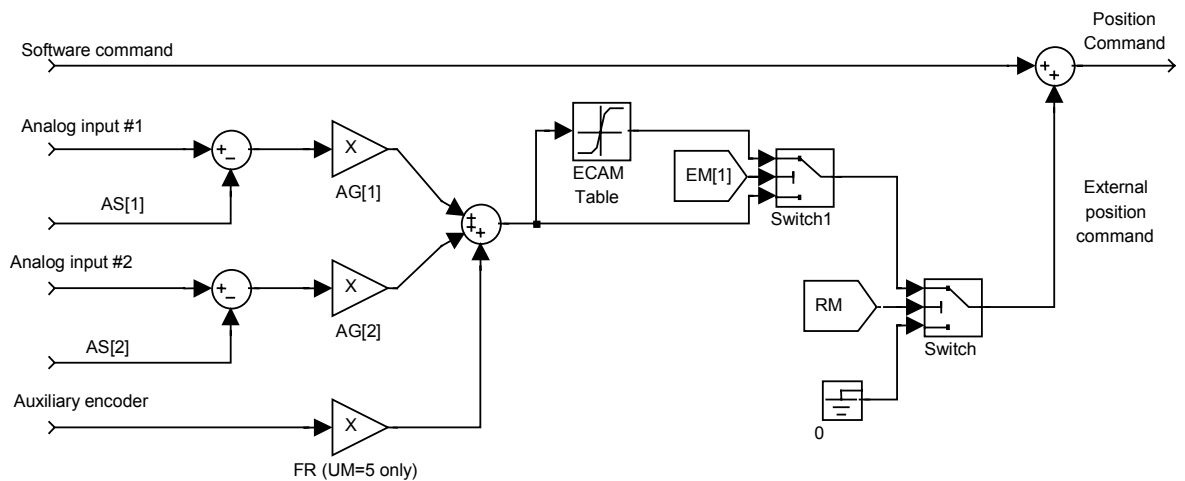 Position
Command
Software command
Analog input #1
AS[1]
X
AG[1]
ECAM
Table
EM[1]
Switch1
External
position
command
Analog input #2
AS[2]
X
AG[2]
RM
Switch
0
Auxiliary encoder
X
FR (UM=5 only)